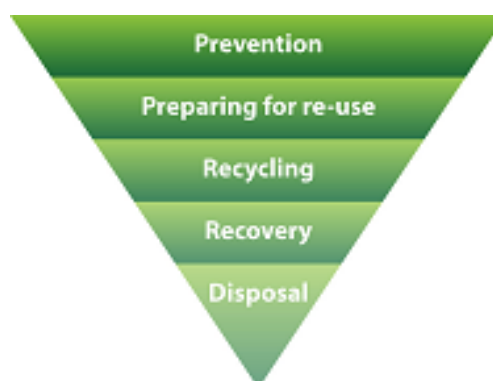 Prevention
Preparing for re-use
Recycling
Recovery
Disposal